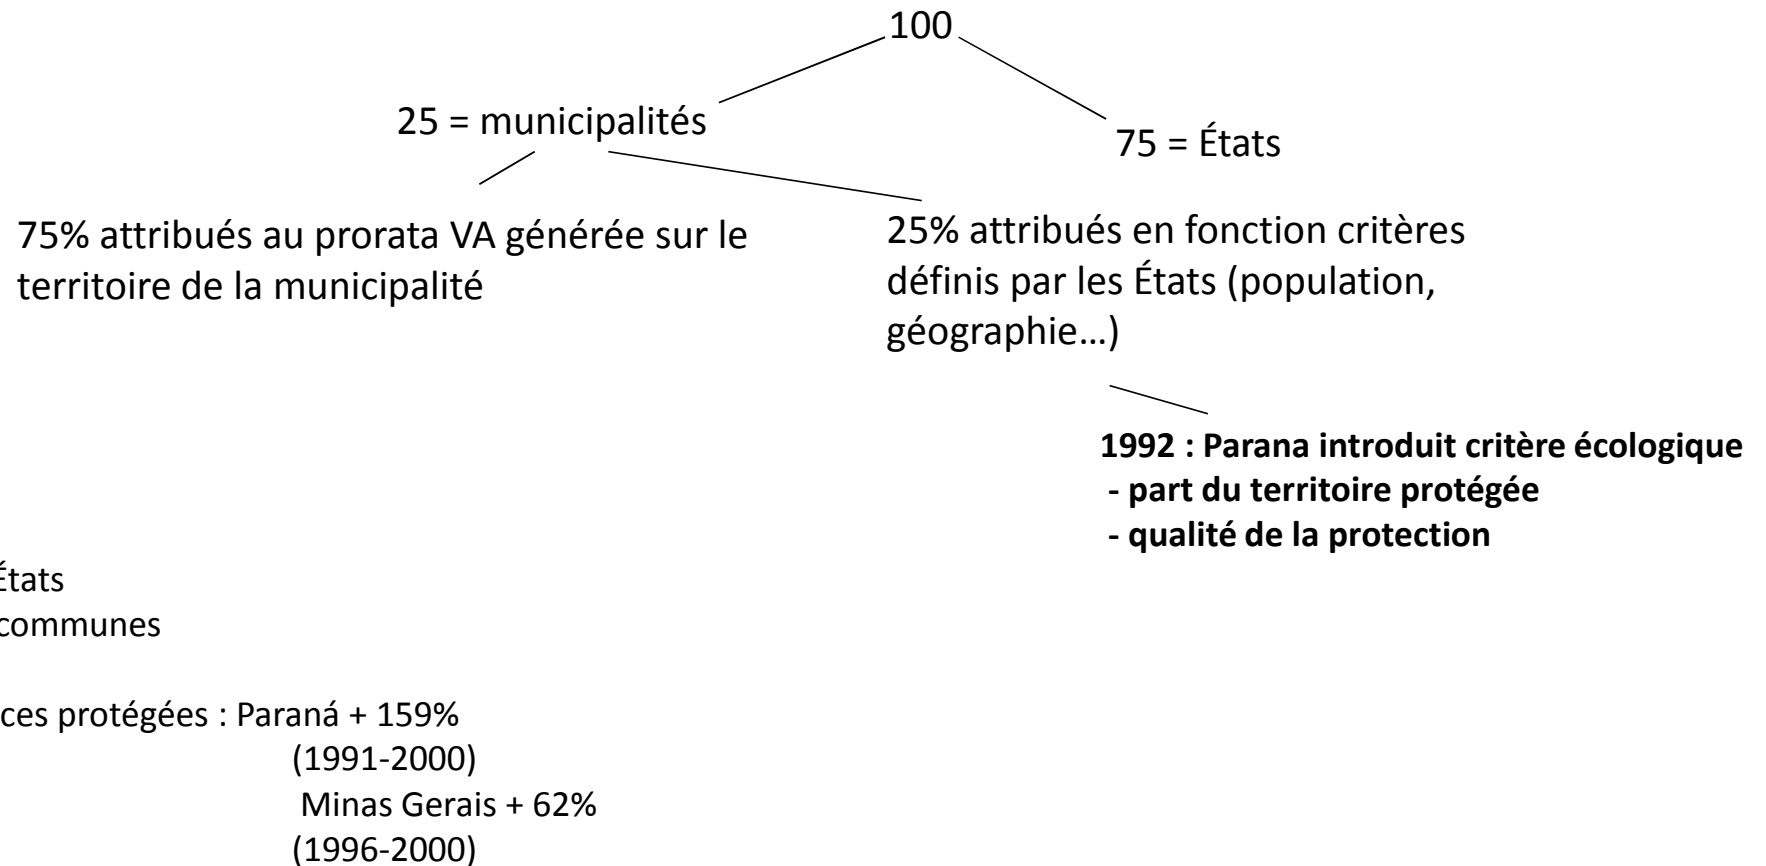 100
25 = municipalités
75 = États
75% attribués au prorata VA générée sur le
territoire de la municipalité
25% attribués en fonction critères
définis par les États (population,
géographie…)
1992 : Parana introduit critère écologique
- part du territoire protégée
- qualité de la protection
États
communes
ces protégées : Paraná + 159%
(1991-2000)
Minas Gerais + 62%
(1996-2000)